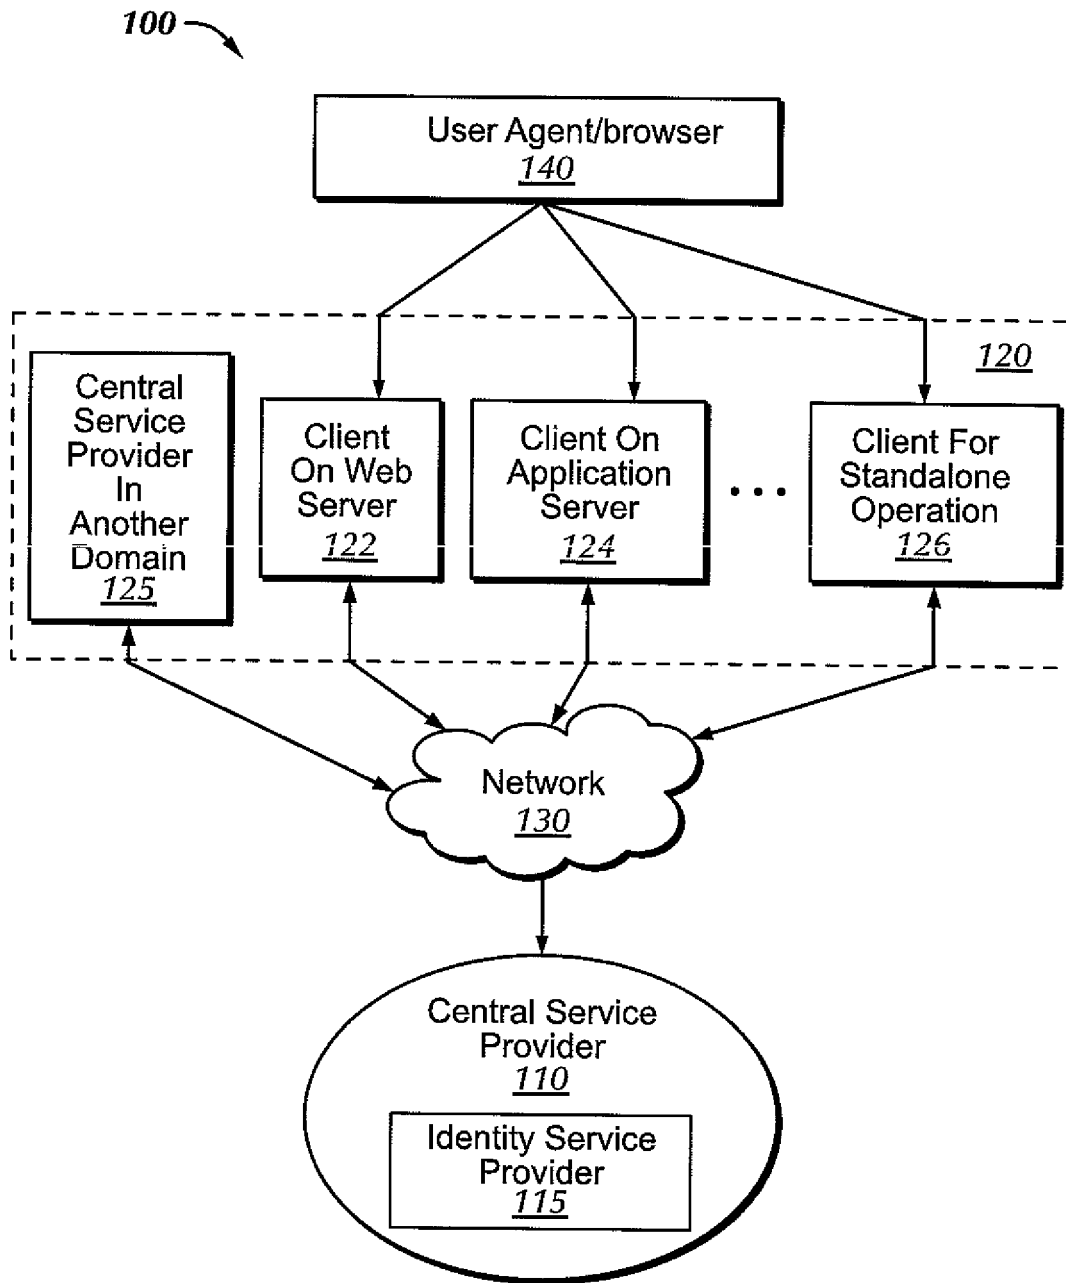 100
User Agent/browser
140
120
Central
Service
Provider
In
Another
Domain
125
Client
On Web
Server
122
Client On
Application
Server
124
...
Client For
Standalone
Operation
126
Network
130
Central Service
Provider
110
Identity Service
Provider
115